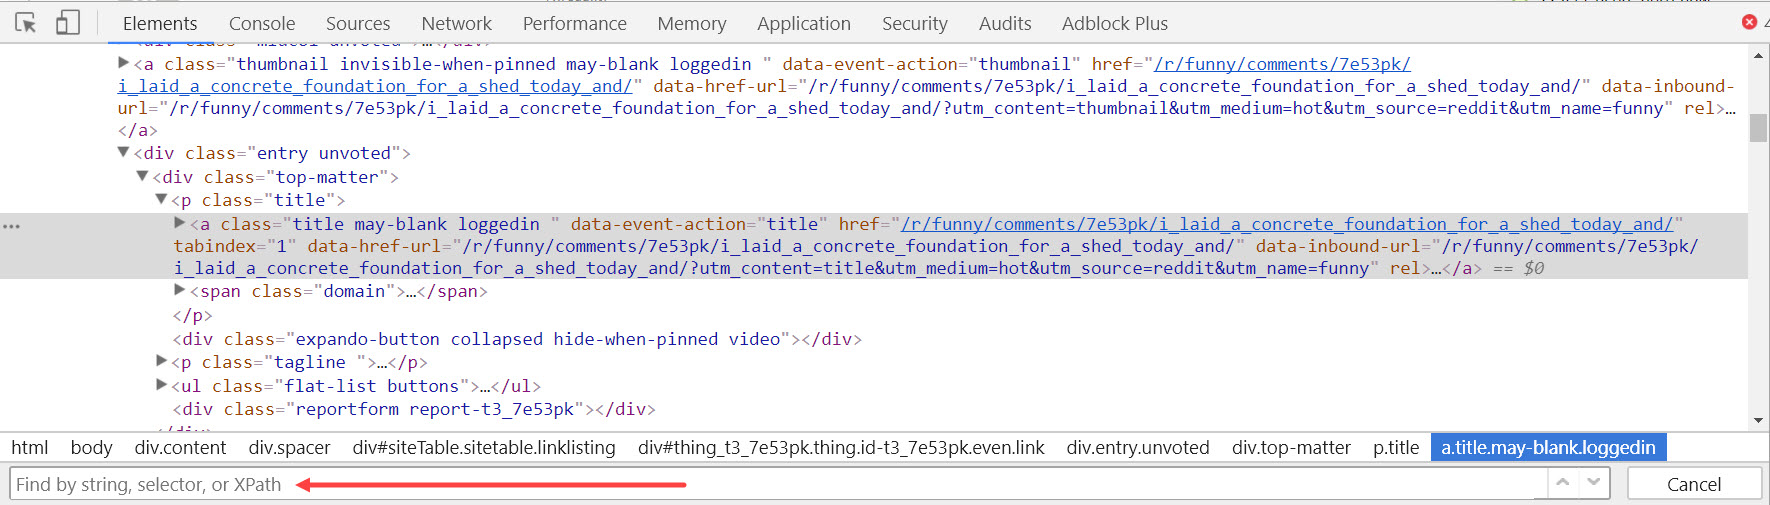 Elements Console Sources Network Performance Memory Application Security Audits Adblock Plus
<a class="thumbnail invisible-when-pinned may-blank loggedin " data-event-action="thumbnail" href="/r/funny/comments/7e53pk/
i_laid_a_concrete_foundation_for_a_shed_today_and/" data-href-url="/r/funny/comments/7e53pk/i_laid_a_concrete_foundation_for_a_shed_today_and/" data-inbound-
url="/r/funny/comments/7e53pk/i_laid_a_concrete_foundation_for_a_shed_today_and/?utm_content=thumbnail&utm_medium=hot&utm_source=reddit&utm_name=funny" rel>…
</a>
<div class="entry unvoted">
<div class="top-matter">
<p class="title">
<a class="title may-blank loggedin " data-event-action="title" href="/r/funny/comments/7e53pk/i_laid_a_concrete_foundation_for_a_shed_today_and/"
tabindex="1" data-href-url="/r/funny/comments/7e53pk/i_laid_a_concrete_foundation_for_a_shed_today_and/" data-inbound-url="/r/funny/comments/7e53pk/
i_laid_a_concrete_foundation_for_a_shed_today_and/?utm_content=title&utm_medium=hot&utm_source=reddit&utm_name=funny" rel>…</a> == $0
<span class="domain">…</span>
</p>
<div class="expando-button collapsed hide-when-pinned video"></div>
<p class="tagline ">…</p>
<ul class="flat-list buttons">…</ul>
<div class="reportform report-t3_7e53pk"></div>
html body div.content div.spacer div#siteTable.sitetable.linklisting div#thing_t3_7e53pk.thing.id-t3_7e53pk.even.link div.entry.unvoted div.top-matter p.title a.title.may-blank.loggedin
Find by string, selector, or XPath Cancel